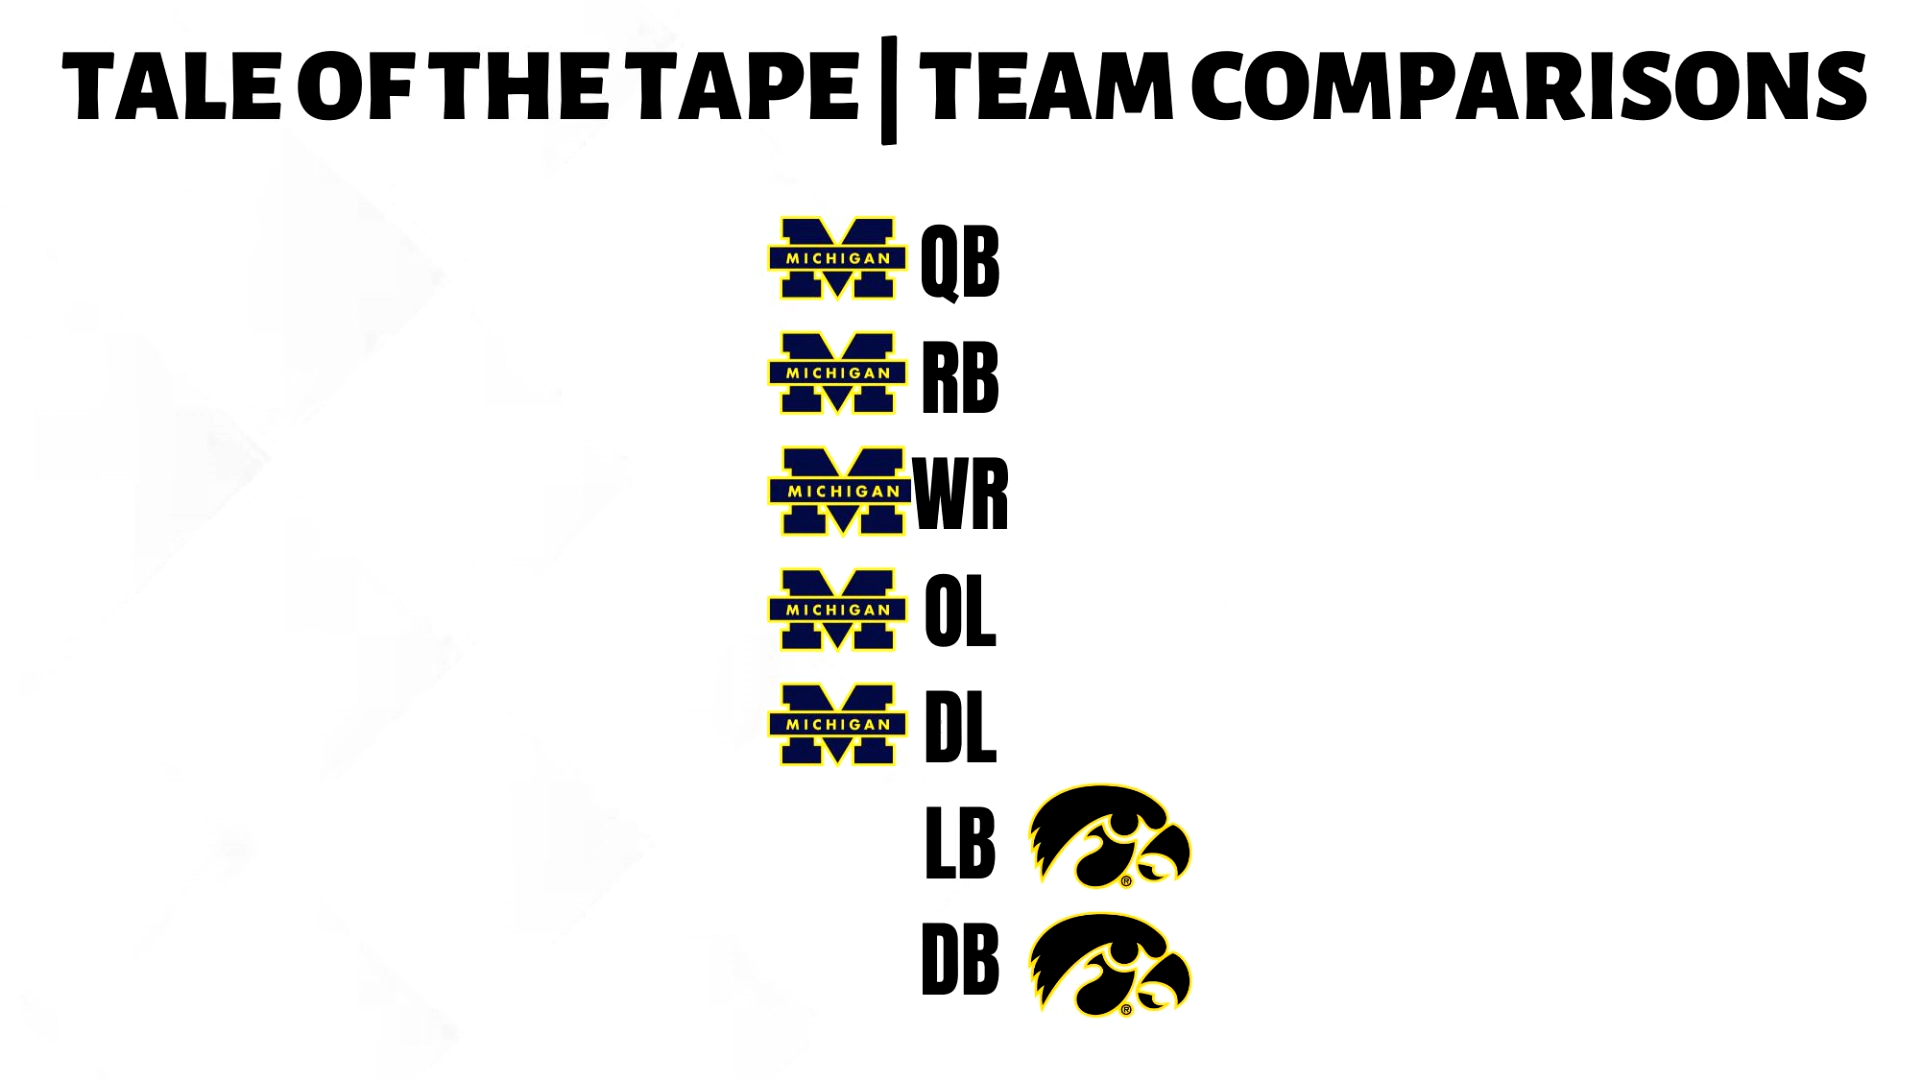 TALE OF THE TAPE | TEAM COMPARISONS
MICHIGAN QB
MICHIGAN RB
MICHIGAN WR
MICHIGAN OL
MICHIGAN DL
LB ®
DB ®